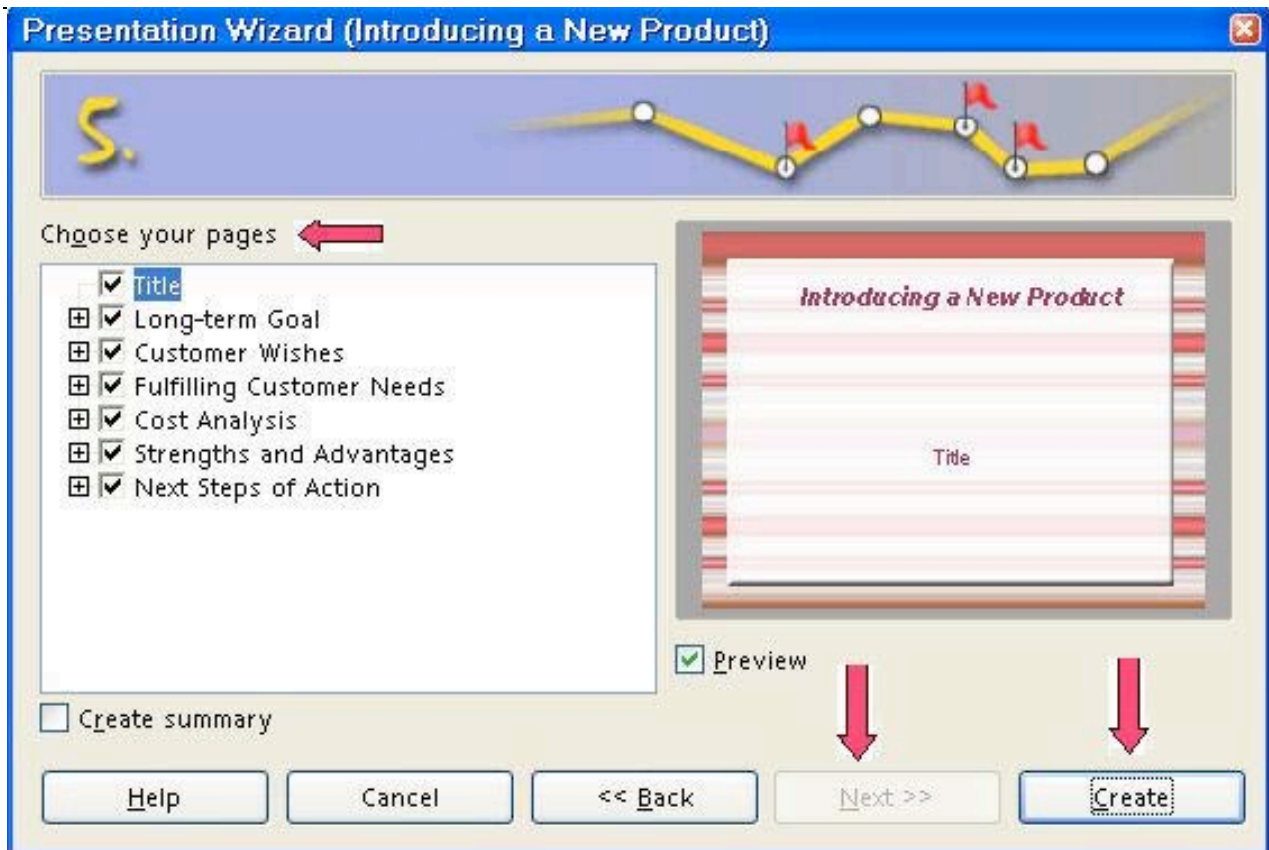 Presentation Wizard (Introducing a New Product)
S.
Choose your pages
Title
Long-term Goal
Customer Wishes
Fulfilling Customer Needs
Cost Analysis
Strengths and Advantages
Next Steps of Action
Introducing a New Product
Title
Preview
Create summary
Help
Cancel
<< Back
Next >>
Create